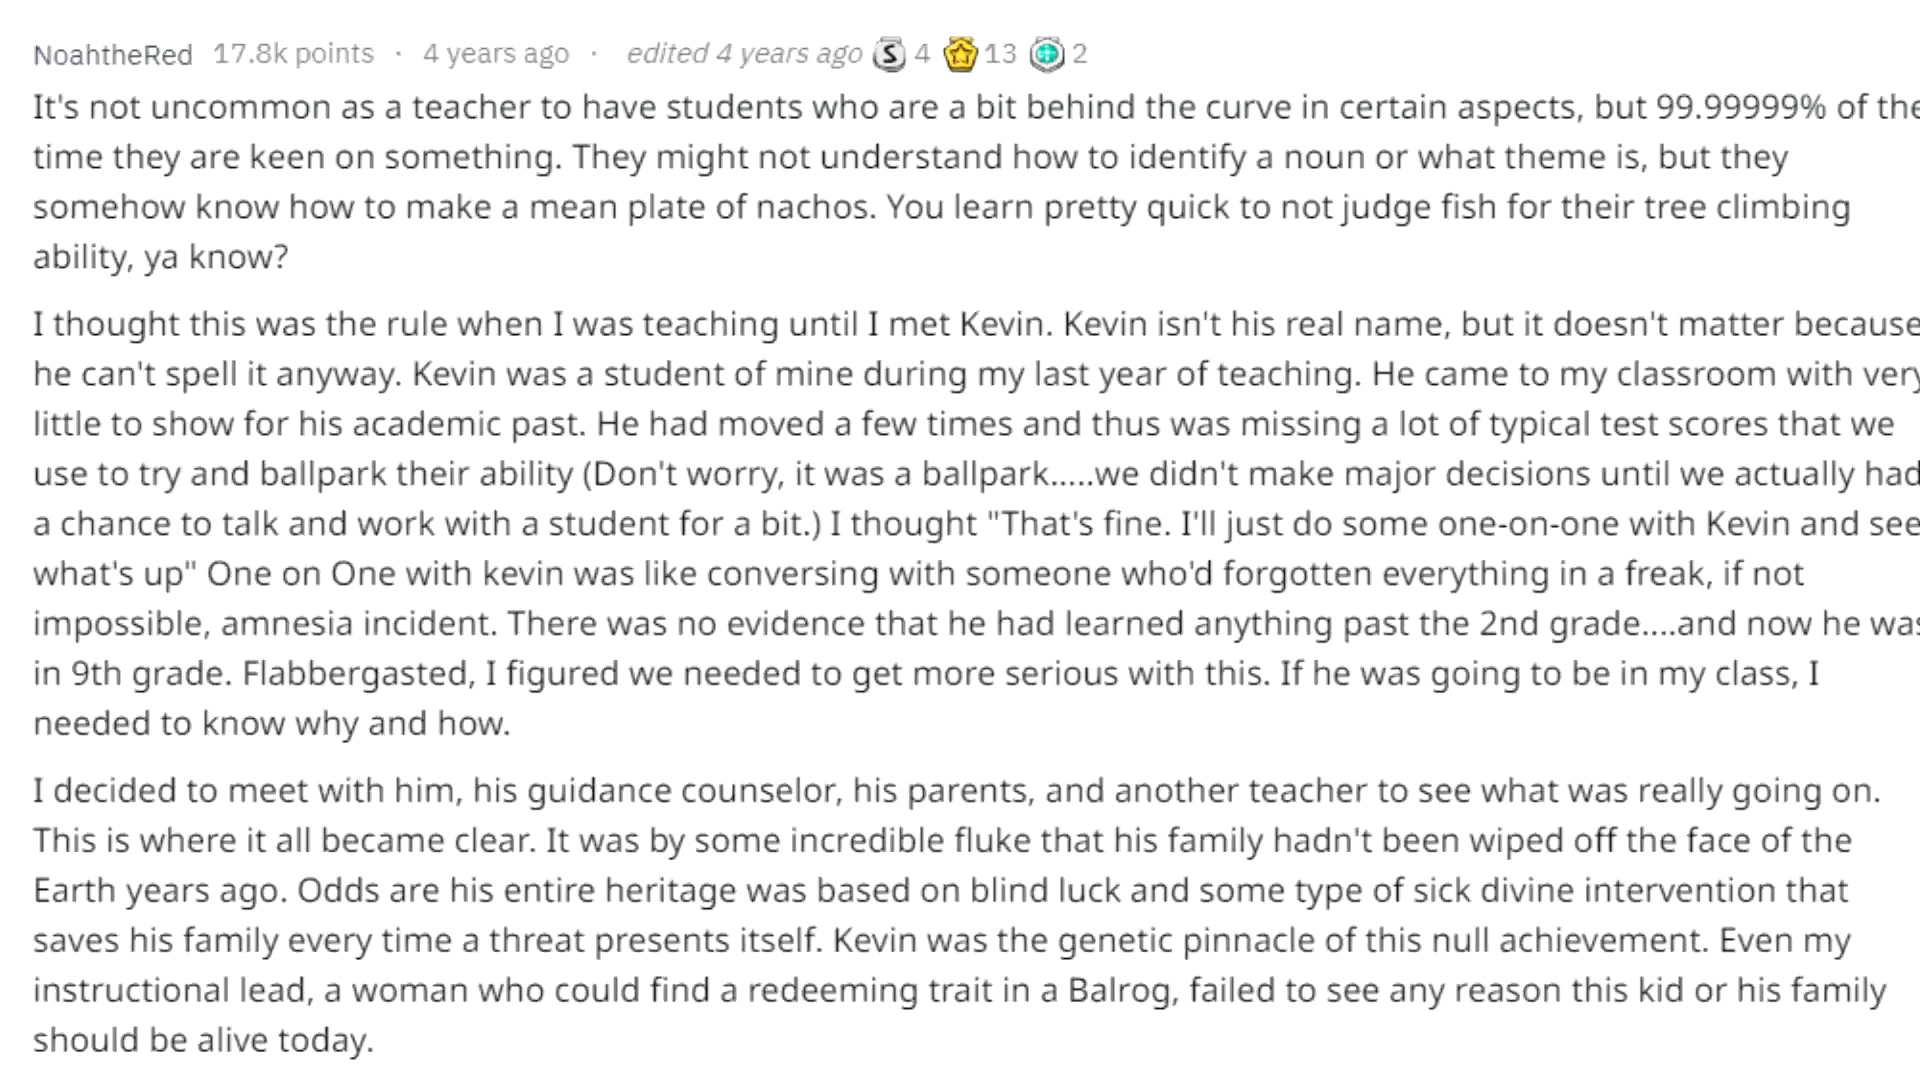 NoahtheRed 17.8k points · 4 years ago · edited 4 years ago S 4 13 2
It's not uncommon as a teacher to have students who are a bit behind the curve in certain aspects, but 99.99999% of the
time they are keen on something. They might not understand how to identify a noun or what theme is, but they
somehow know how to make a mean plate of nachos. You learn pretty quick to not judge fish for their tree climbing
ability, ya know?
I thought this was the rule when I was teaching until I met Kevin. Kevin isn't his real name, but it doesn't matter because
he can't spell it anyway. Kevin was a student of mine during my last year of teaching. He came to my classroom with very
little to show for his academic past. He had moved a few times and thus was missing a lot of typical test scores that we
use to try and ballpark their ability (Don't worry, it was a ballpark.....we didn't make major decisions until we actually had
a chance to talk and work with a student for a bit.) I thought "That's fine. I'll just do some one-on-one with Kevin and see
what's up" One on One with kevin was like conversing with someone who'd forgotten everything in a freak, if not
impossible, amnesia incident. There was no evidence that he had learned anything past the 2nd grade....and now he was
in 9th grade. Flabbergasted, I figured we needed to get more serious with this. If he was going to be in my class, I
needed to know why and how.
I decided to meet with him, his guidance counselor, his parents, and another teacher to see what was really going on.
This is where it all became clear. It was by some incredible fluke that his family hadn't been wiped off the face of the
Earth years ago. Odds are his entire heritage was based on blind luck and some type of sick divine intervention that
saves his family every time a threat presents itself. Kevin was the genetic pinnacle of this null achievement. Even my
instructional lead, a woman who could find a redeeming trait in a Balrog, failed to see any reason this kid or his family
should be alive today.